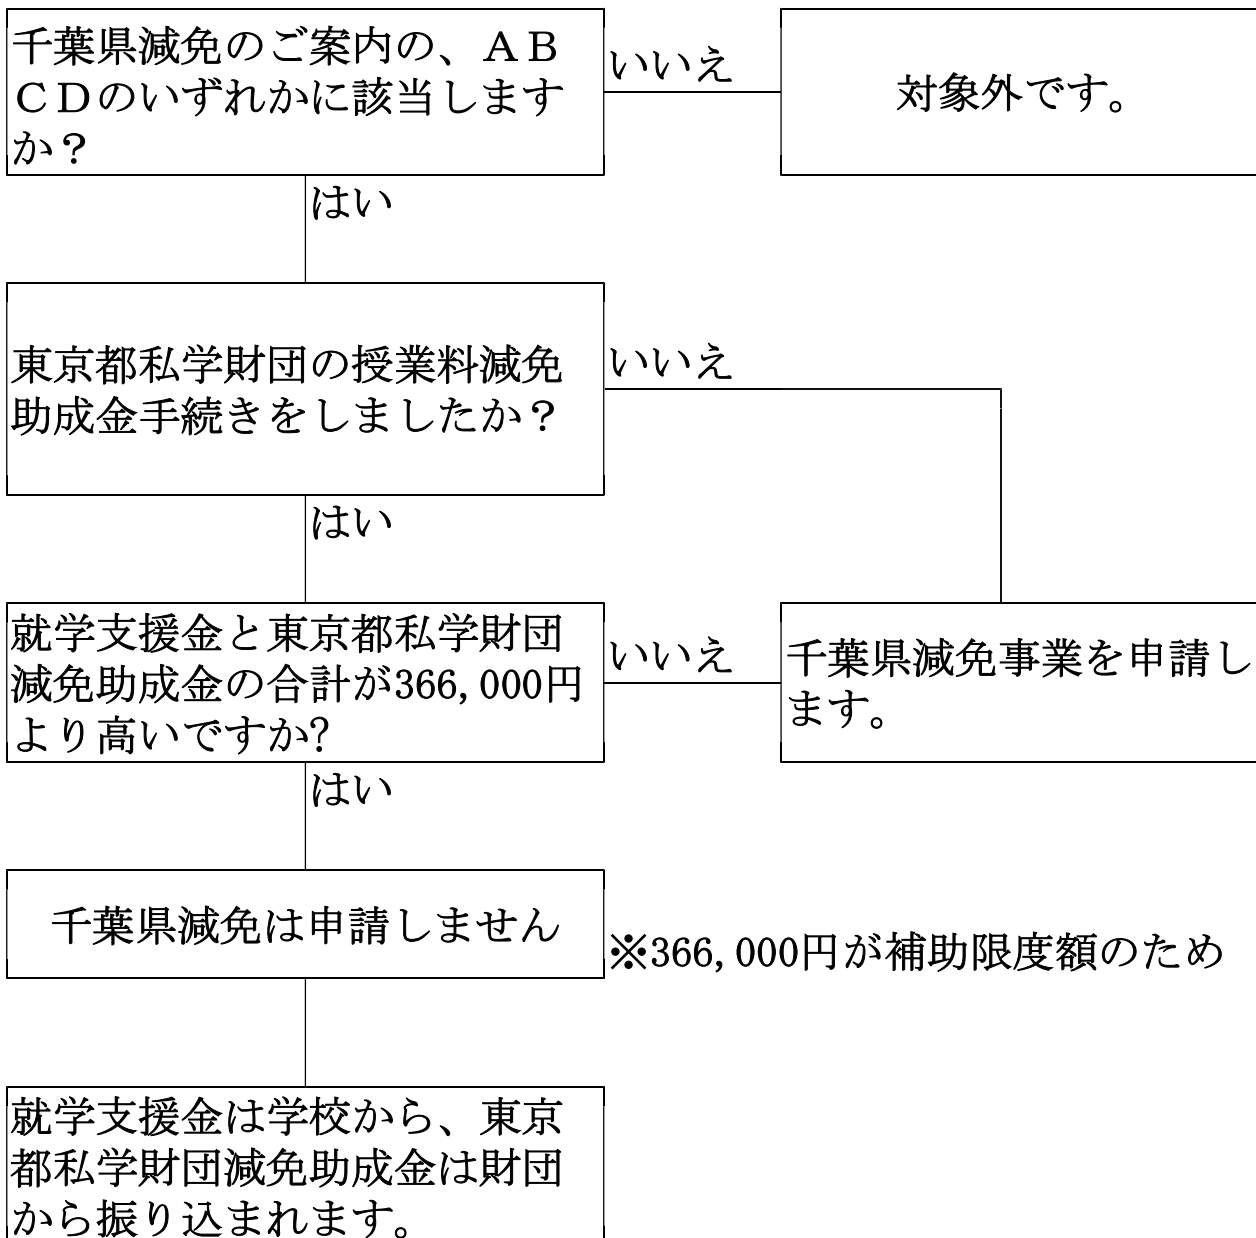 千葉県減免のご案内の、ＡＢ
ＣＤのいずれかに該当します
か？
いいえ
対象外です。
はい
東京都私学財団の授業料減免
助成金手続きをしましたか？
いいえ
はい
就学支援金と東京都私学財団
減免助成金の合計が366,000円
より高いですか?
いいえ
千葉県減免事業を申請し
ます。
はい
千葉県減免は申請しません
※366,000円が補助限度額のため
就学支援金は学校から、東京
都私学財団減免助成金は財団
から振り込まれます。